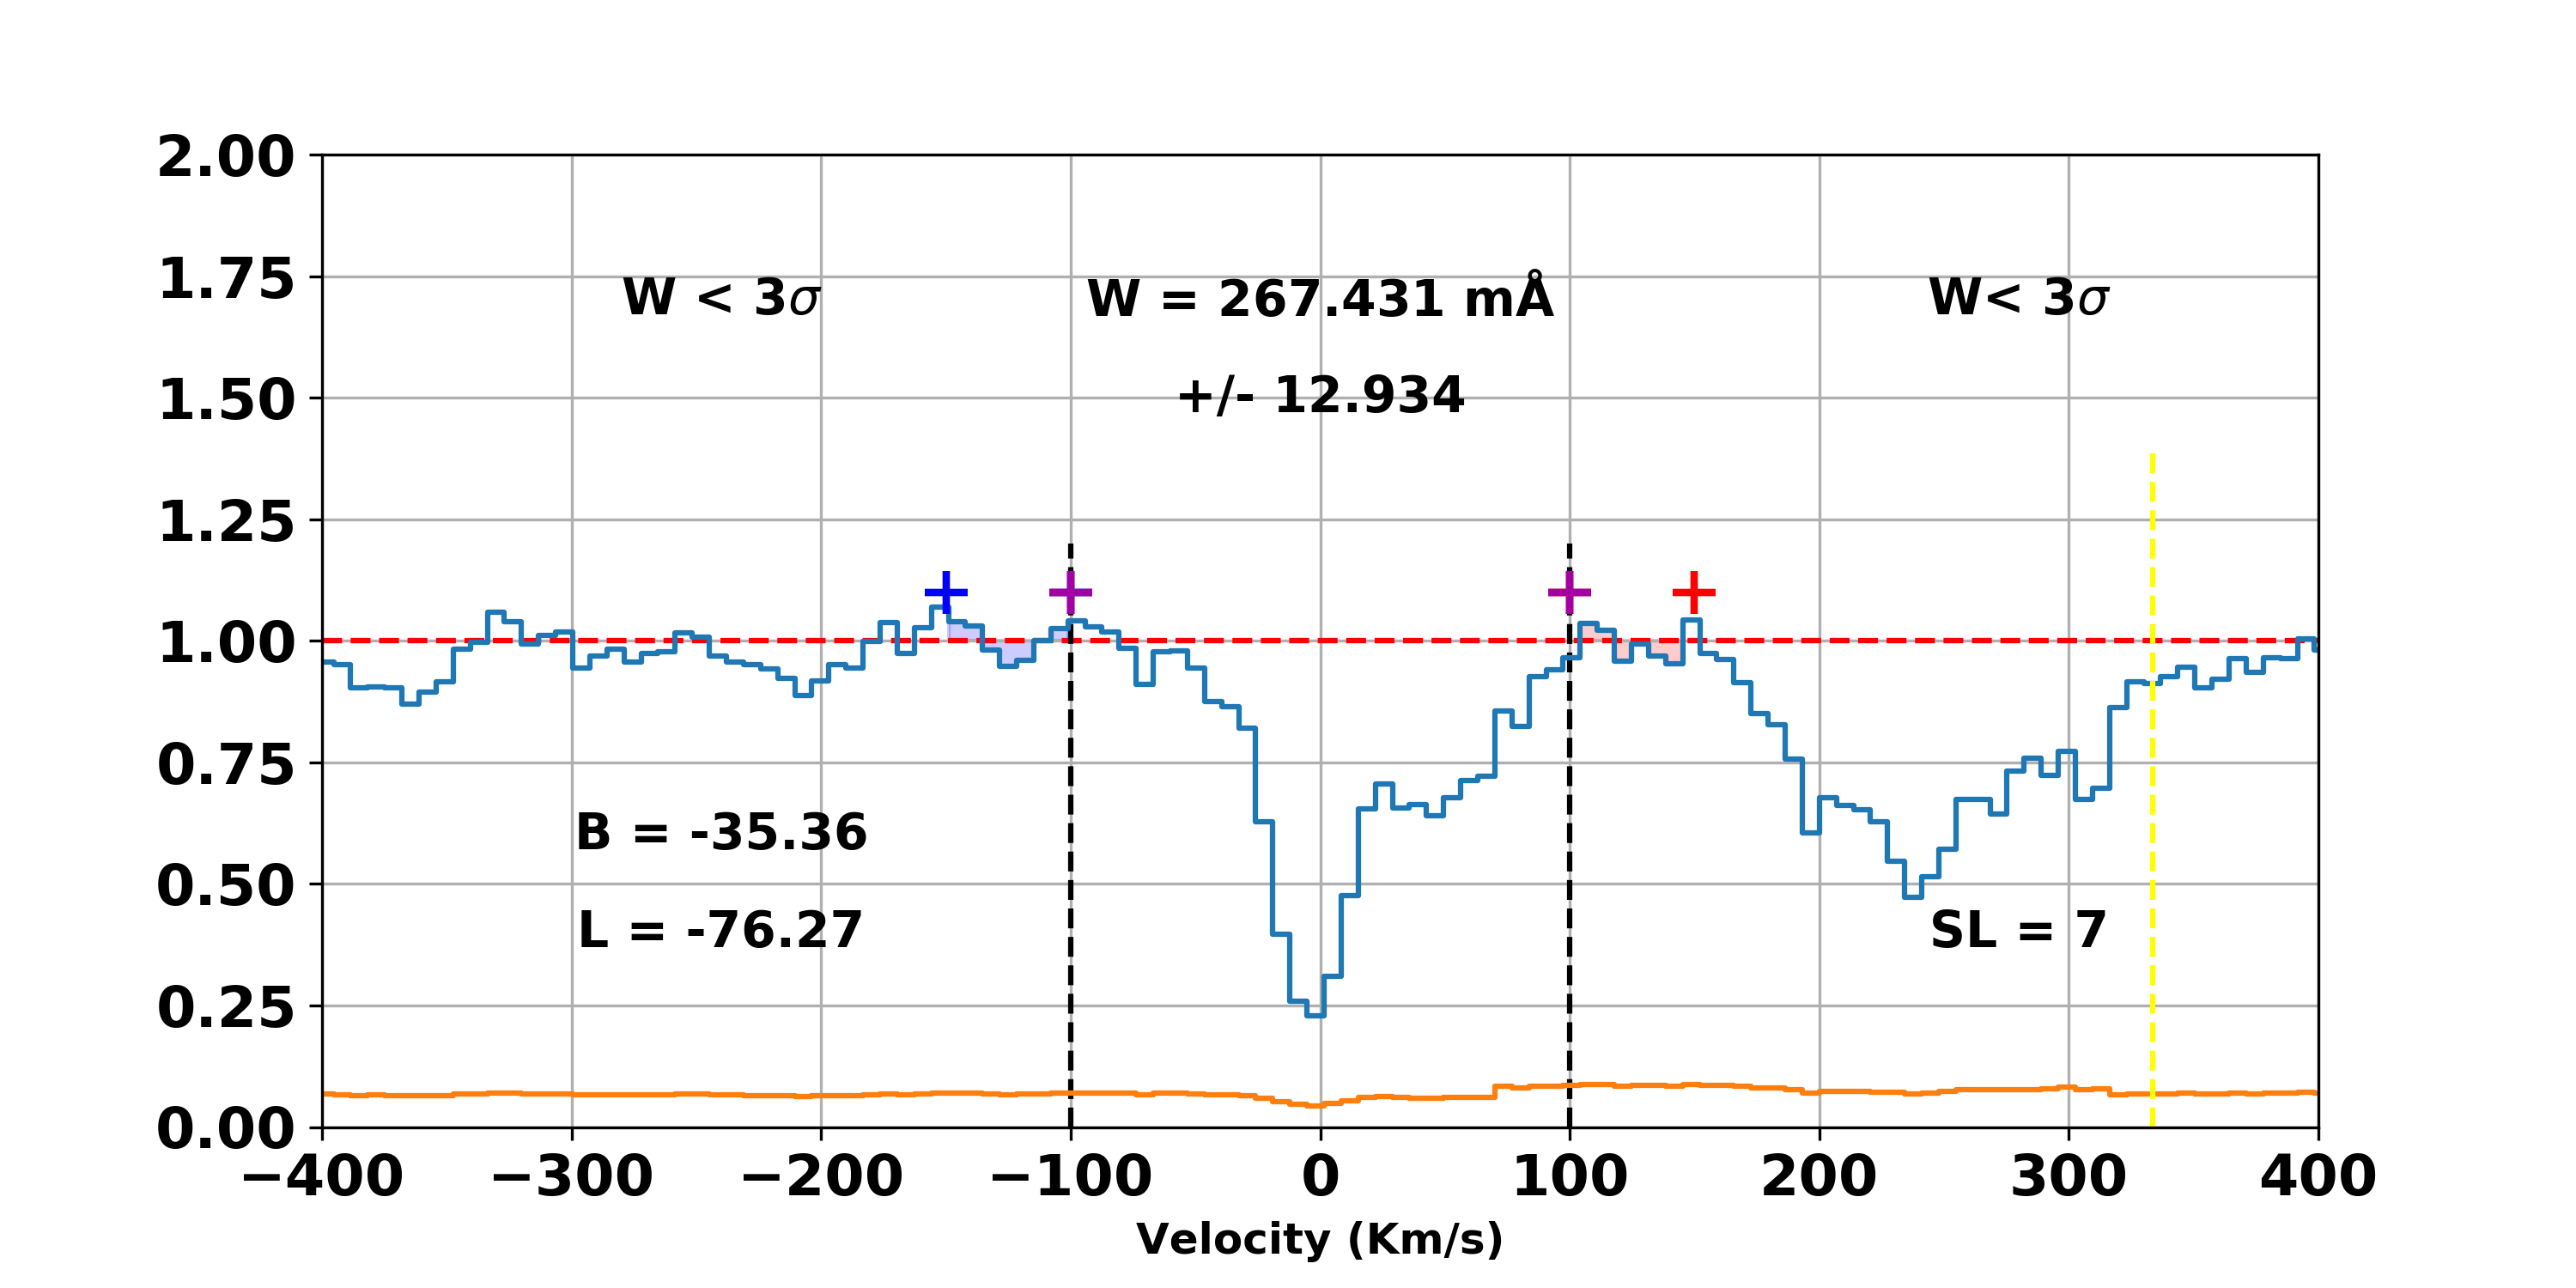 2.00
1.75
1.50
1.25
1.00
0.75
0.50
0.25
0.00
W < 3σ
W = 267.431 mÅ
+/- 12.934
W< 3σ
B = -35.36
L = -76.27
SL = 7
−400 −300 −200 −100 0 100 200 300 400
Velocity (Km/s)